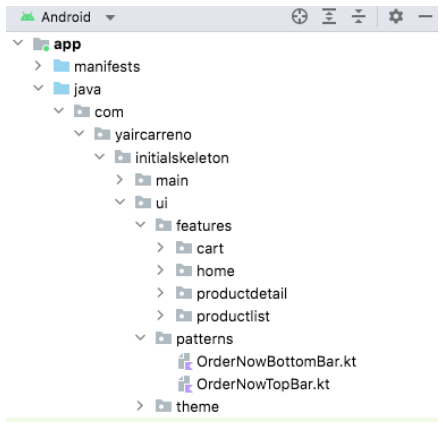 Android
app
manifests
java
com
yaircarreno
initialskeleton
main
ui
features
cart
home
productdetail
productlist
patterns
OrderNowBottomBar.kt
OrderNowTopBar.kt
theme